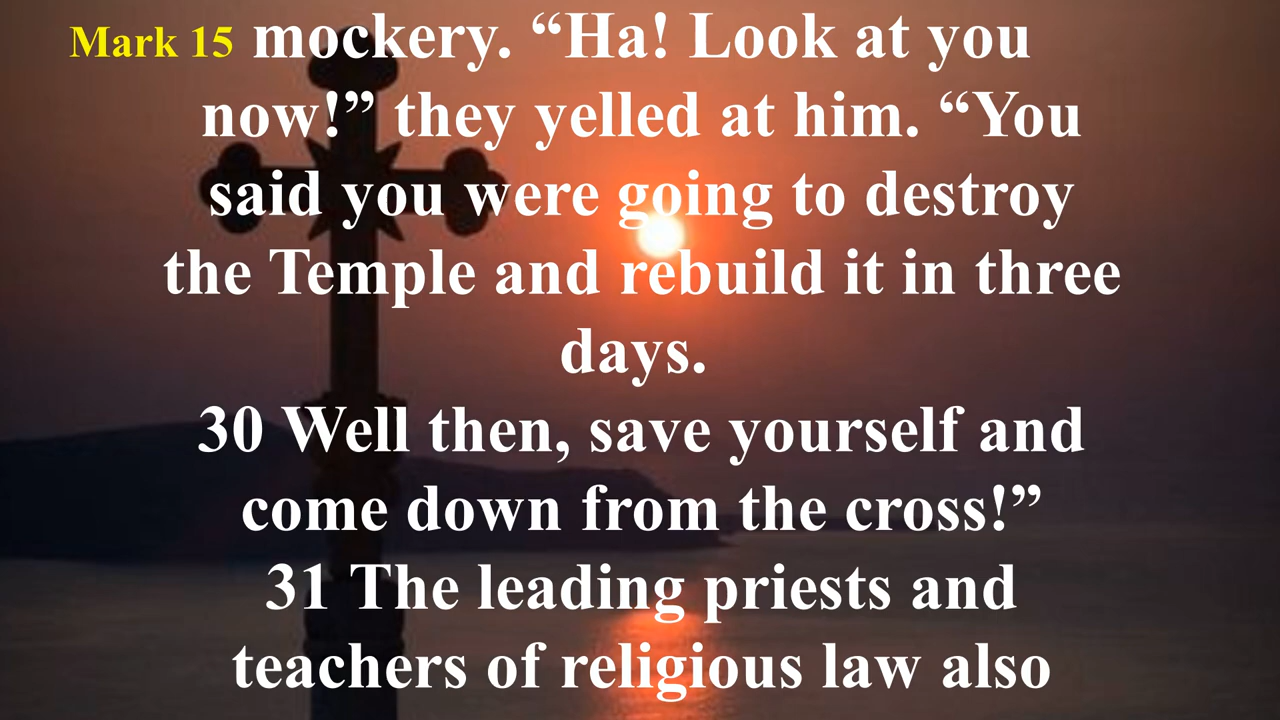 Mark 15 mockery. “Ha! Look at you
now!” they yelled at him. “You
said you were going to destroy
the Temple and rebuild it in three
days.
30 Well then, save yourself and
come down from the cross!”
31 The leading priests and
teachers of religious law also